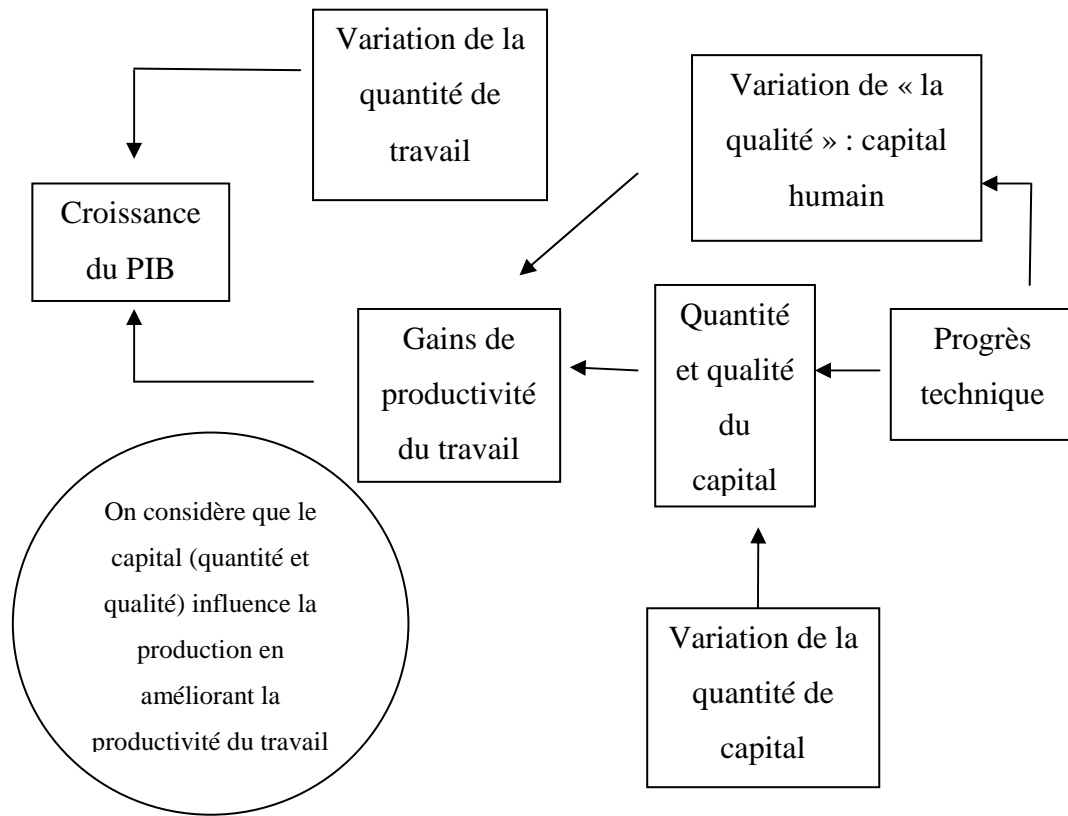 Variation de la
quantité de
travail
Variation de « la
qualité » : capital
humain
Croissance
du PIB
Gains de
productivité
du travail
Quantité
et qualité
du
capital
Progrès
technique
On considère que le
capital (quantité et
qualité) influence la
production en
améliorant la
productivité du travail
Variation de la
quantité de
capital